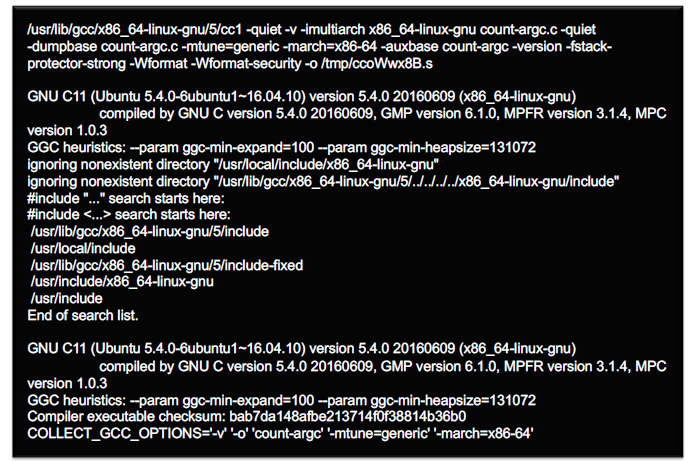 /usr/lib/gcc/x86_64-linux-gnu/5/cc1 -quiet -v -imultiarch x86_64-linux-gnu count-argc.c -quiet
-dumpbase count-argc.c -mtune=generic -march=x86-64 -auxbase count-argc -version -fstack-
protector-strong -Wformat -Wformat-security -o /tmp/ccoWwx8B.s
GNU C11 (Ubuntu 5.4.0-6ubuntu1~16.04.10) version 5.4.0 20160609 (x86_64-linux-gnu)
compiled by GNU C version 5.4.0 20160609, GMP version 6.1.0, MPFR version 3.1.4, MPC
version 1.0.3
GGC heuristics: --param ggc-min-expand=100 --param ggc-min-heapsize=131072
ignoring nonexistent directory "/usr/local/include/x86_64-linux-gnu"
ignoring nonexistent directory "/usr/lib/gcc/x86_64-linux-gnu/5/../../../../x86_64-linux-gnu/include"
#include "..." search starts here:
#include <...> search starts here:
/usr/lib/gcc/x86_64-linux-gnu/5/include
/usr/local/include
/usr/lib/gcc/x86_64-linux-gnu/5/include-fixed
/usr/include/x86_64-linux-gnu
/usr/include
End of search list.
GNU C11 (Ubuntu 5.4.0-6ubuntu1~16.04.10) version 5.4.0 20160609 (x86_64-linux-gnu)
compiled by GNU C version 5.4.0 20160609, GMP version 6.1.0, MPFR version 3.1.4, MPC
version 1.0.3
GGC heuristics: --param ggc-min-expand=100 --param ggc-min-heapsize=131072
Compiler executable checksum: bab7da148afbe213714f0f38814b36b0
COLLECT_GCC_OPTIONS='-v' '-o' 'count-argc' '-mtune=generic' '-march=x86-64'